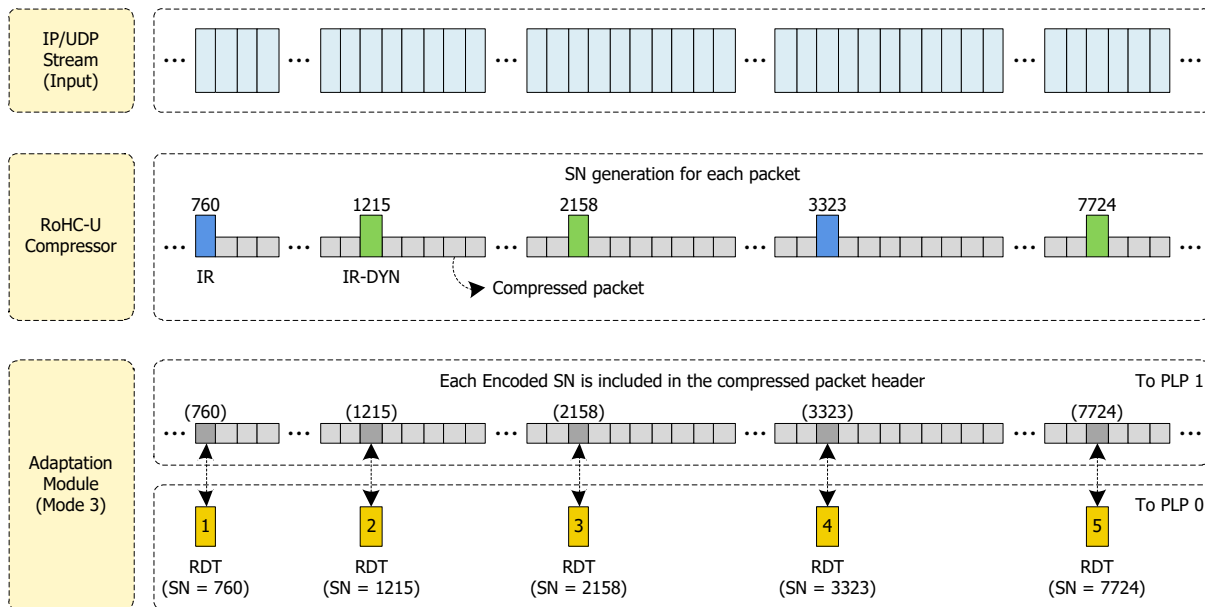 IP/UDP
Stream
(Input)
... ... ... ... ... ...
RoHC-U
Compressor
SN generation for each packet
760 1215 2158 3323 7724
... ... ... ... ... ...
IR IR-DYN
Compressed packet
Adaptation
Module
(Mode 3)
Each Encoded SN is included in the compressed packet header To PLP 1
(760) (1215) (2158) (3323) (7724)
... ... ... ... ... ...
To PLP 0
1 2 3 4 5
RDT RDT RDT RDT RDT
(SN = 760) (SN = 1215) (SN = 2158) (SN = 3323) (SN = 7724)